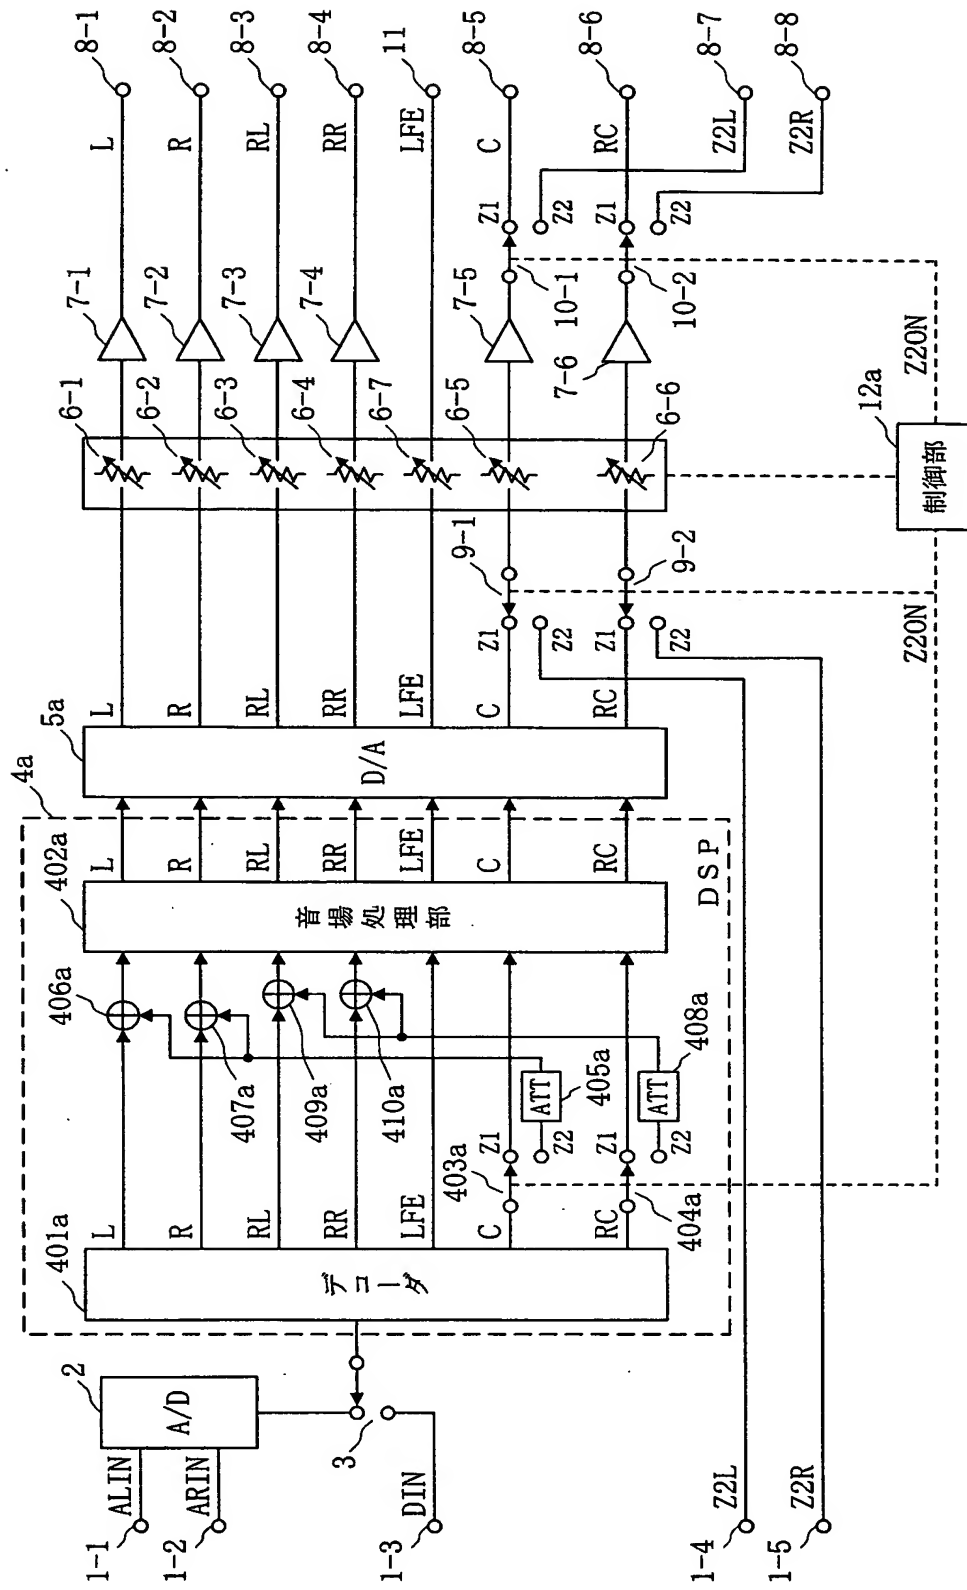 1-1
ALIN
1-2
ARIN
2
A/D
3
1-3
DIN
1-4
Z2L
1-5
Z2R
4a
DSP
401a
デコーダ
L
R
RL
RR
LFE
C
RC
403a
Z1
Z2
404a
Z1
Z2
ATT
405a
ATT
408a
406a
407a
409a
410a
402a
音場処理部
L
R
RL
RR
LFE
C
RC
5a
D/A
L
R
RL
RR
LFE
C
RC
Z1
Z2
9-1
Z1
Z2
9-2
Z2ON
6-1
6-2
6-3
6-4
6-7
6-5
6-6
12a
制御部
Z2ON
7-1
7-2
7-3
7-4
7-5
7-6
10-1
10-2
Z1
Z2
Z1
Z2
L
8-1
R
8-2
RL
8-3
RR
8-4
LFE
11
C
8-5
RC
8-6
Z2L
8-7
Z2R
8-8